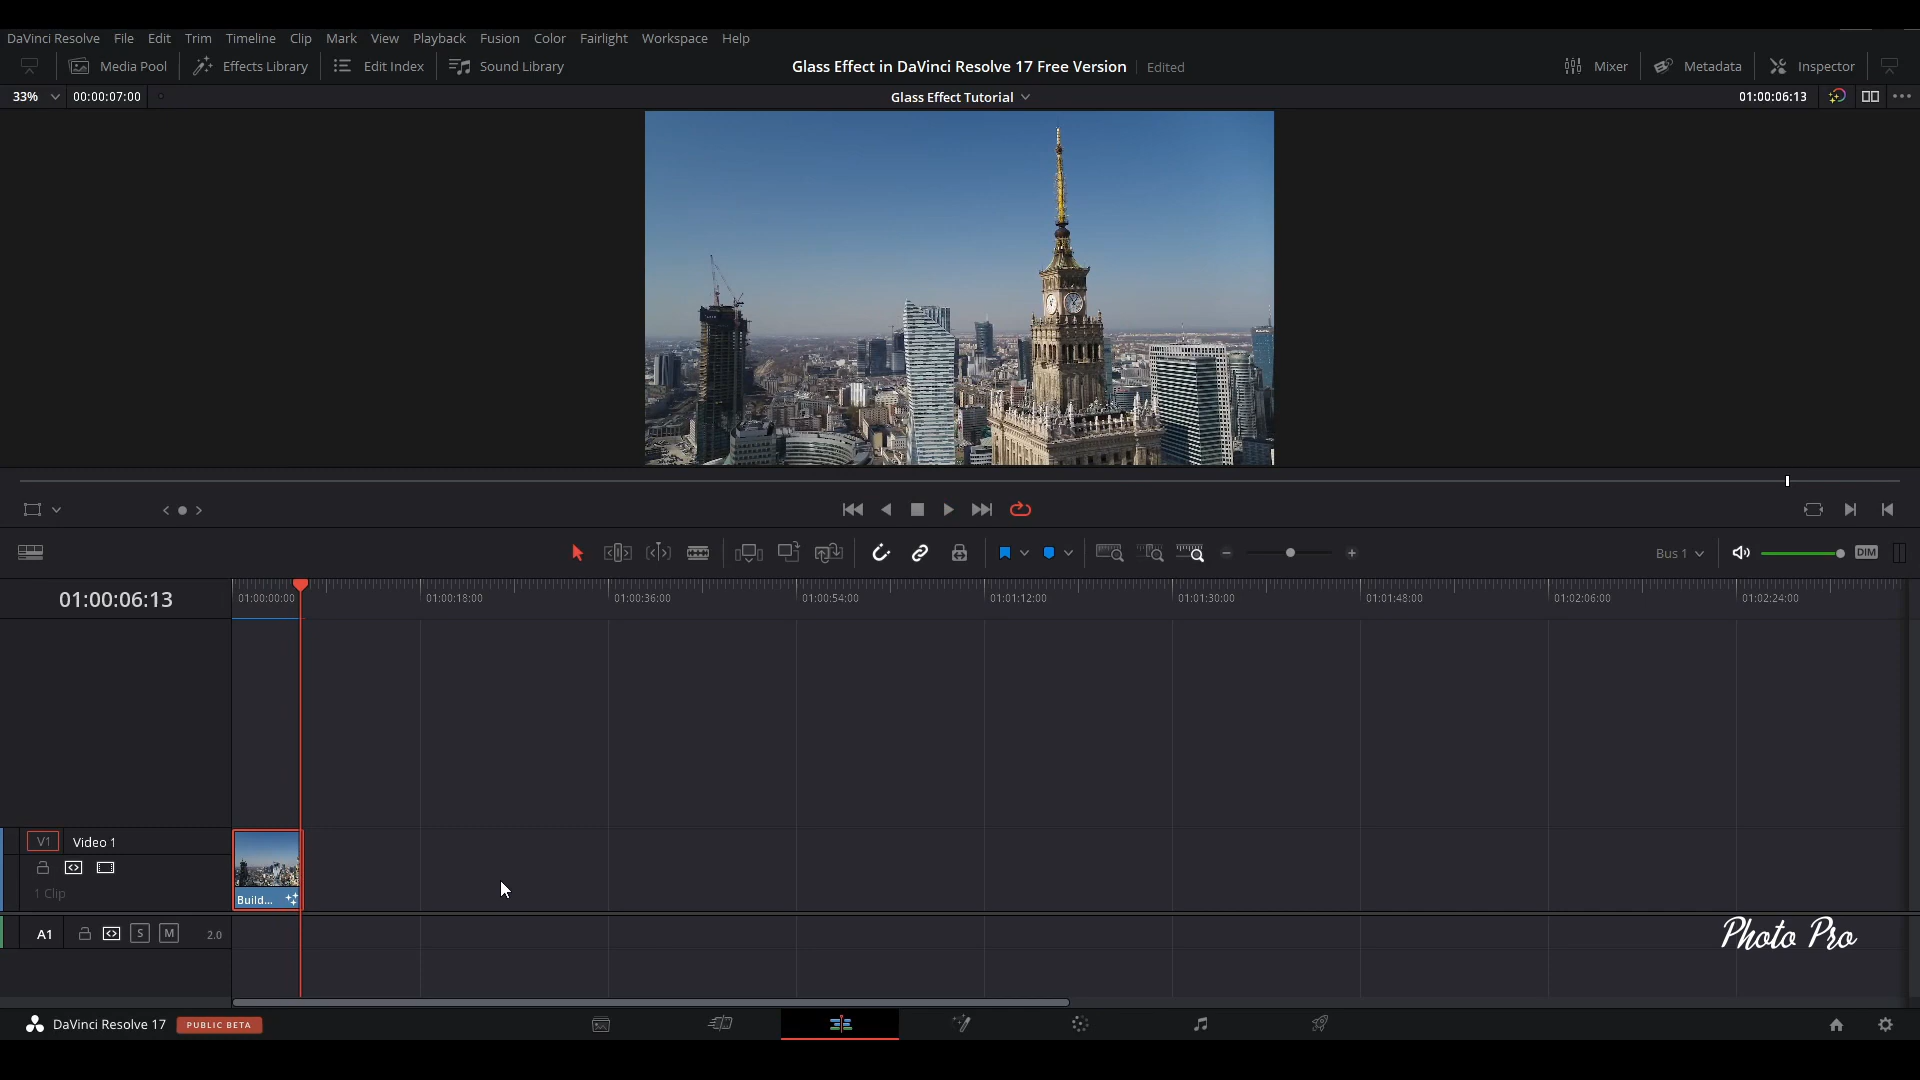 DaVinci Resolve File Edit Trim Timeline Clip Mark View Playback Fusion Color Fairlight Workspace Help
Media Pool Effects Library Edit Index Sound Library Glass Effect in DaVinci Resolve 17 Free Version Edited Mixer Metadata Inspector
33% 00:00:07:00 Glass Effect Tutorial 01:00:06:13
Bus 1 DIM
01:00:06:13 01:00:00:00 01:00:18:00 01:00:36:00 01:00:54:00 01:01:12:00 01:01:30:00 01:01:48:00 01:02:06:00 01:02:24:00
V1 Video 1
1 Clip
Build...
A1 S M 2.0
Photo Pro
DaVinci Resolve 17 PUBLIC BETA